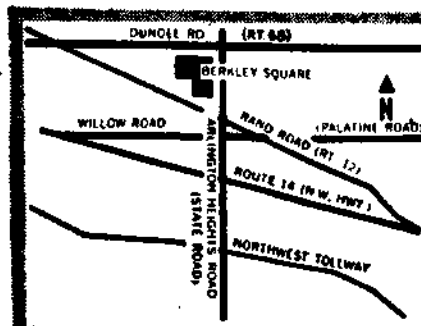 DUNDEE RD. (RT. 68)
BERKLEY SQUARE
N
WILLOW ROAD
(PALATINE ROAD)
RAND ROAD (RT. 12)
ROUTE 14 (N.W. HWY.)
ARLINGTON HEIGHTS ROAD
(STATE ROAD)
NORTHWEST TOLLWAY